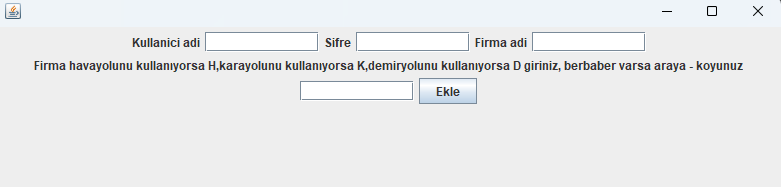 Kullanici adi Sifre Firma adi
Firma havayolunu kullanıyorsa H,karayolunu kullanıyorsa K,demiryolunu kullanıyorsa D giriniz, berbaber varsa araya - koyunuz
Ekle